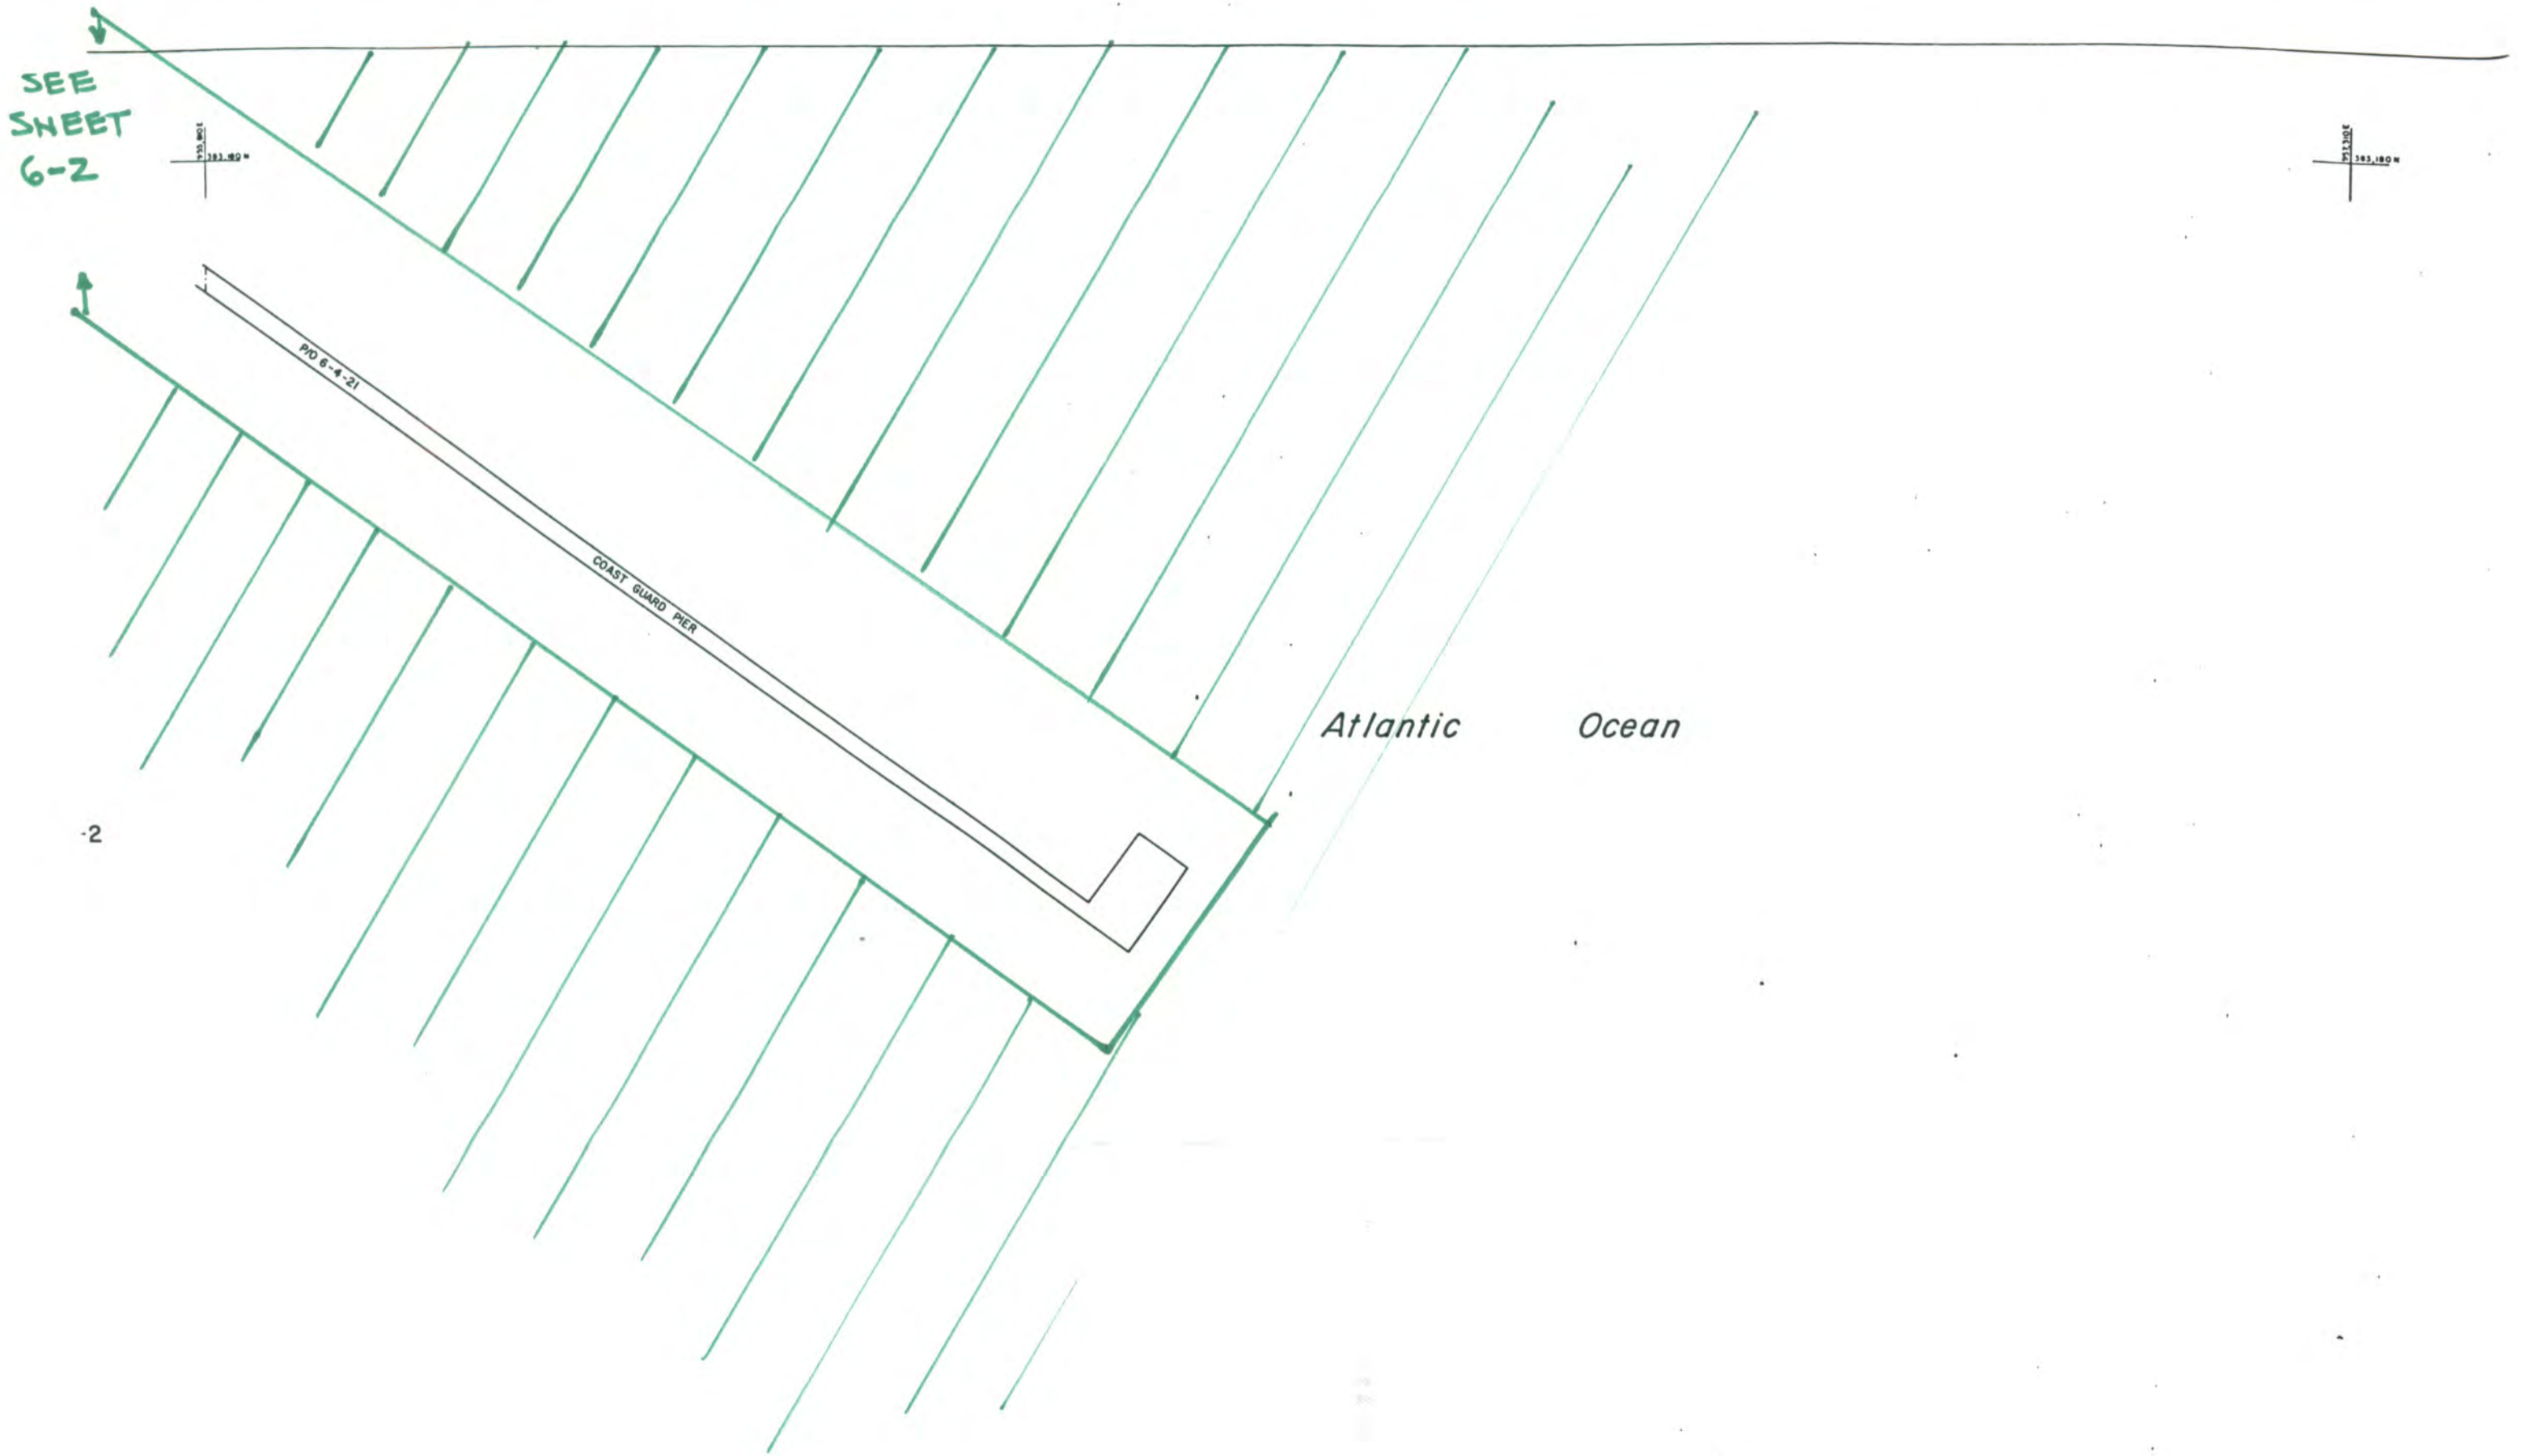 SEE
SHEET
6-2
383,180 N
383,180 N
P/O 6-4-21
COAST GUARD PIER
Atlantic Ocean
-2